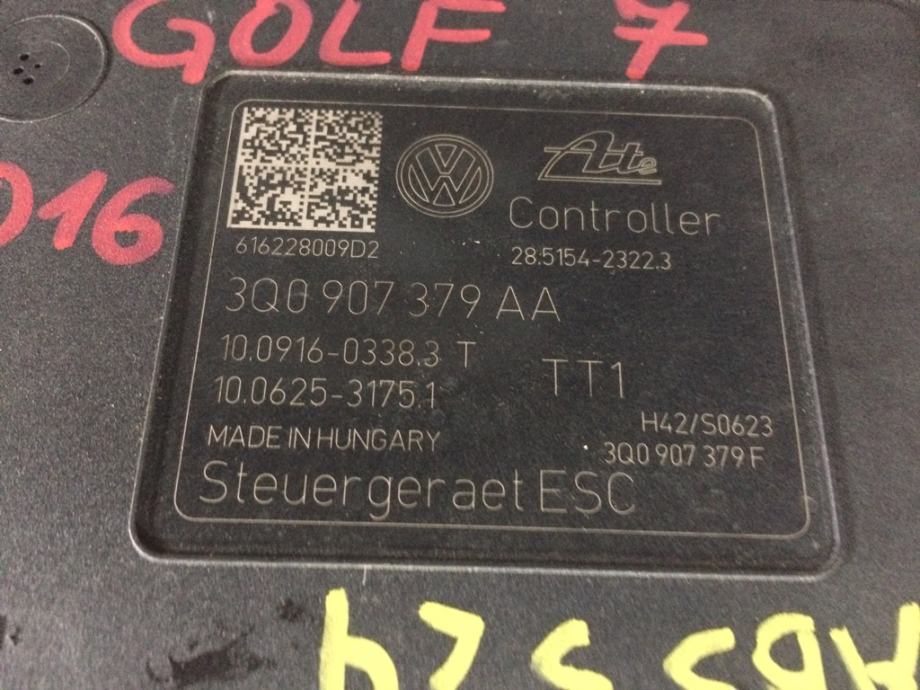 GOLF 7
016
616228009D2
Ate
Controller
28.5154-2322.3
3Q0 907 379 AA
10.0916-0338.3 T
10.0625-3175.1
TT1
H42/S0623
MADE IN HUNGARY
3Q0 907 379 F
Steuergeraet ESC